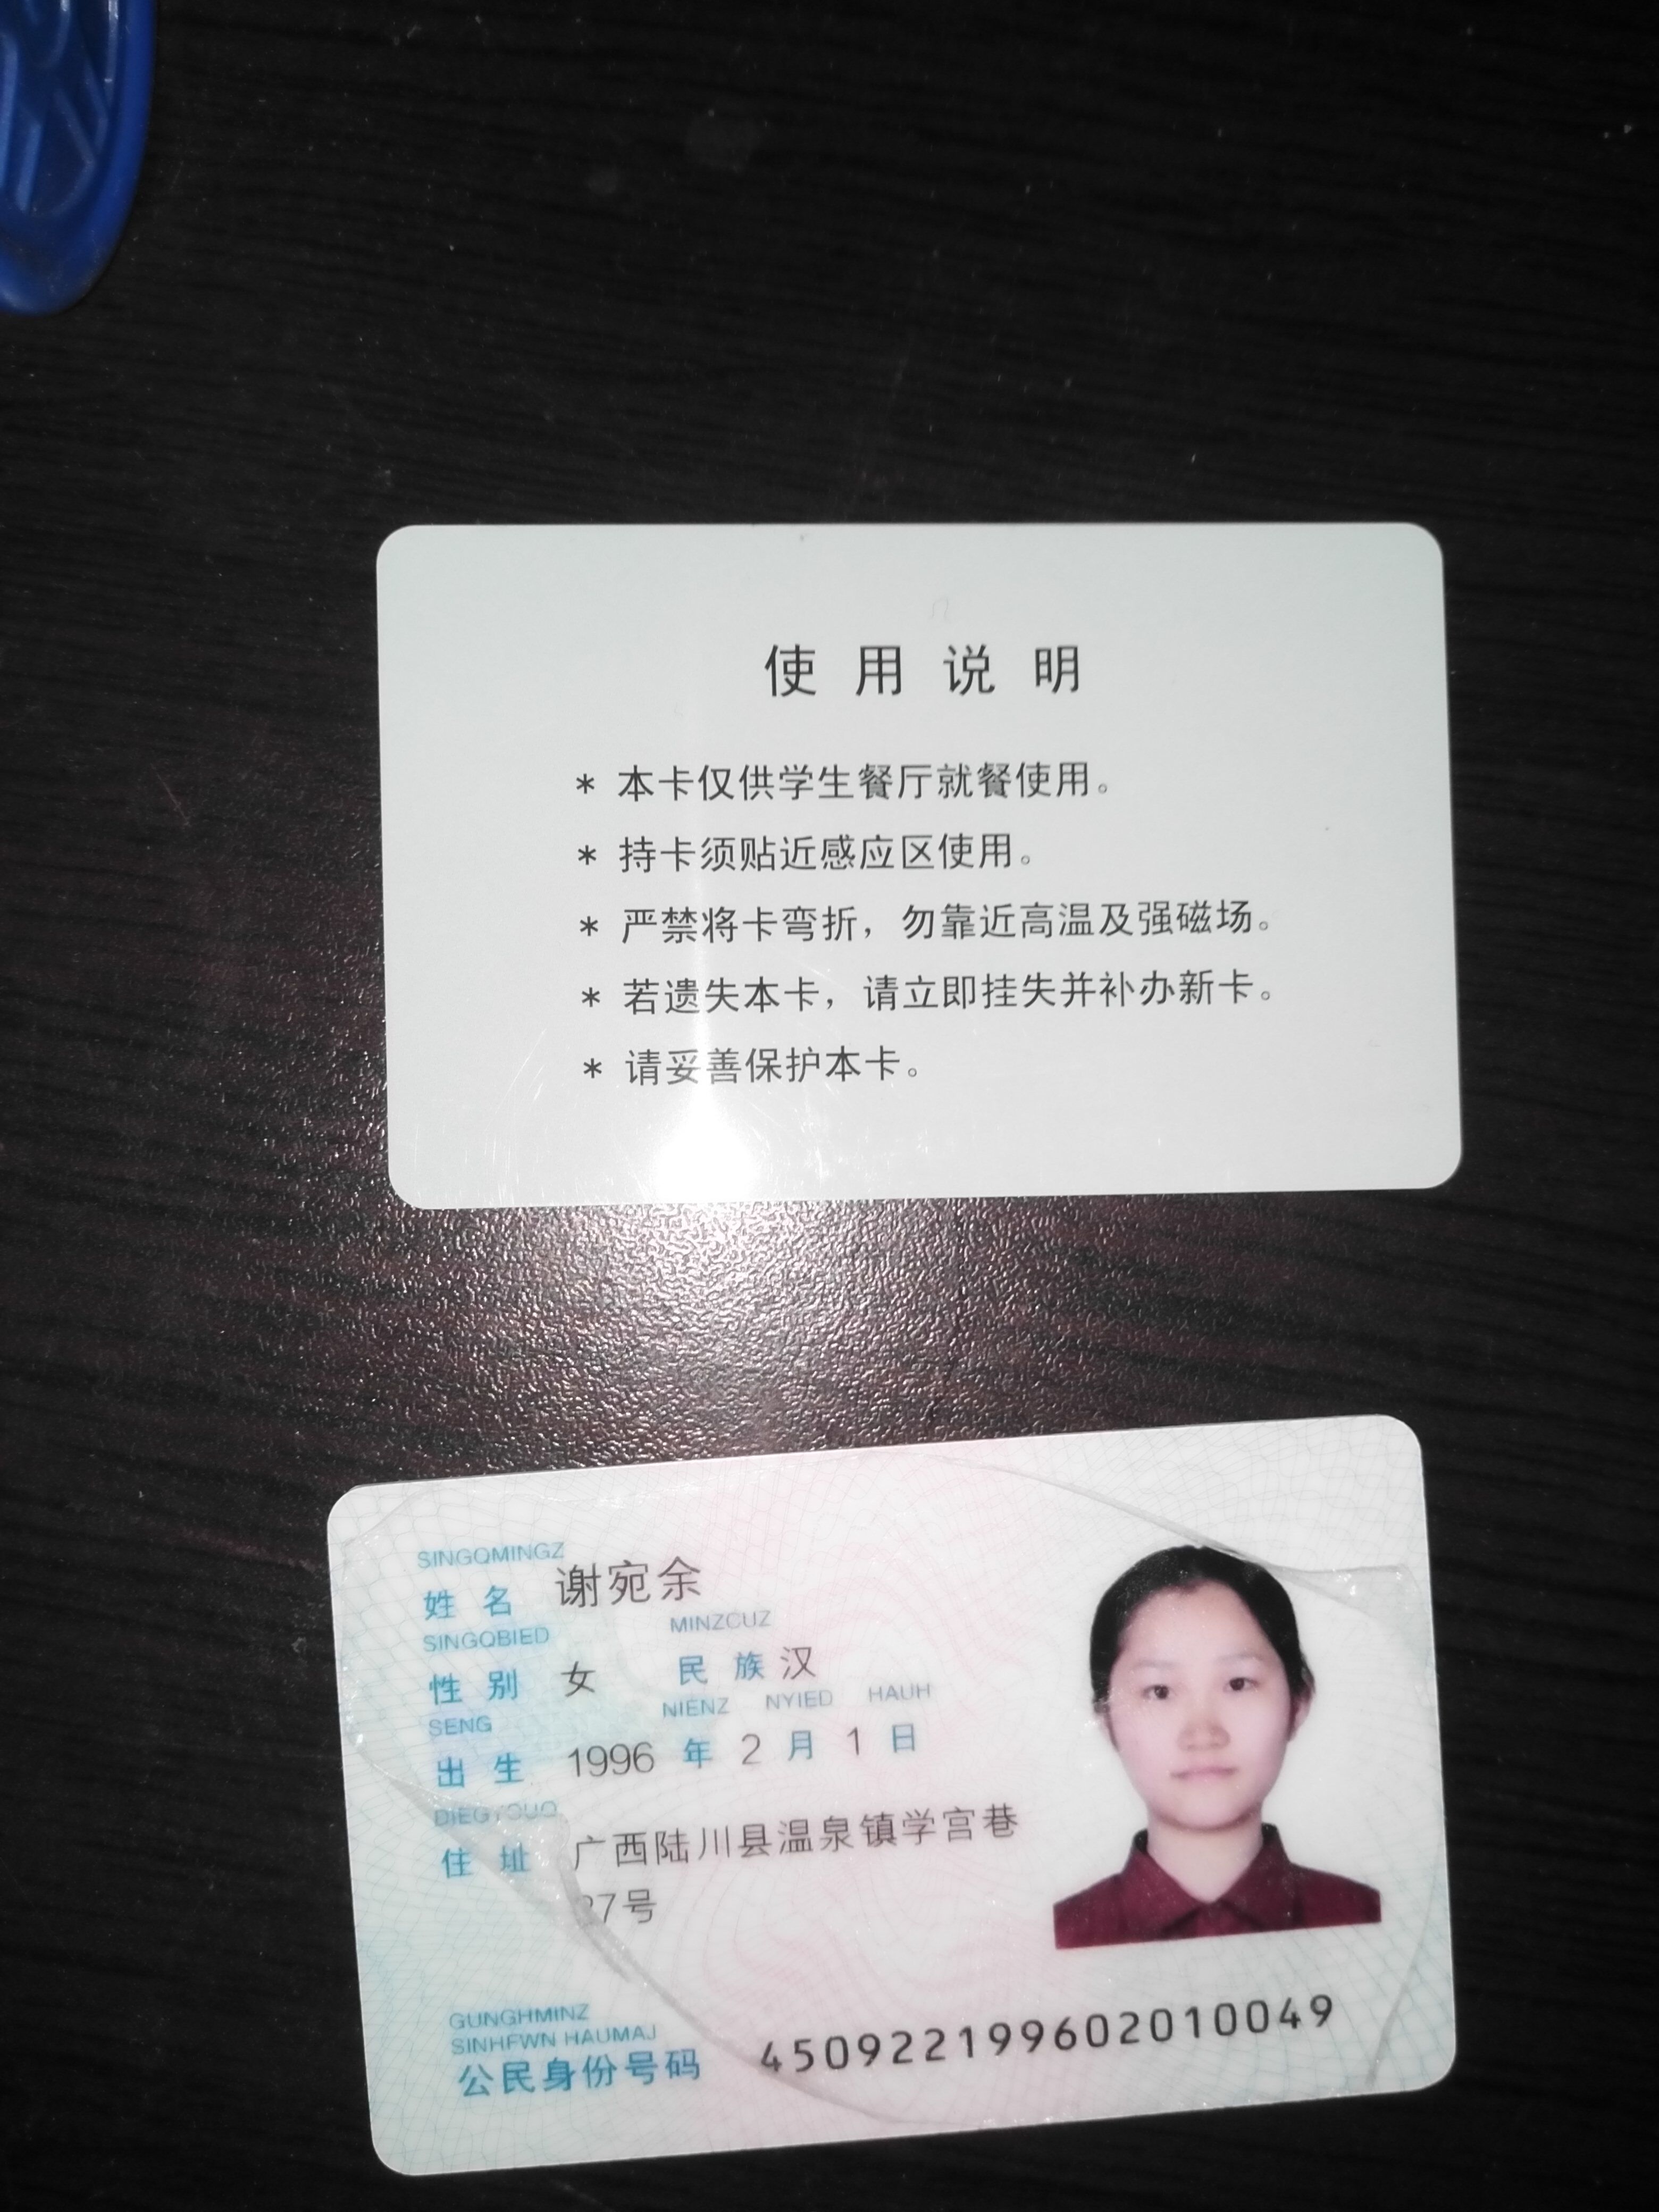 使用说明
* 本卡仅供学生餐厅就餐使用。
* 持卡须贴近感应区使用。
* 严禁将卡弯折，勿靠近高温及强磁场。
* 若遗失本卡，请立即挂失并补办新卡。
* 请妥善保护本卡。
SINGQMINGZ
姓名 谢宛余
SINGQBIED MINZCUZ
性别 女 民族 汉
SENG NIENZ NYIED HAUH
出生 1996 年 2 月 1 日
DIEGYOUQ
住址 广西陆川县温泉镇学宫巷
7号
GUNGHMINZ
SINHFWN HAUMAJ
公民身份号码 450922199602010049